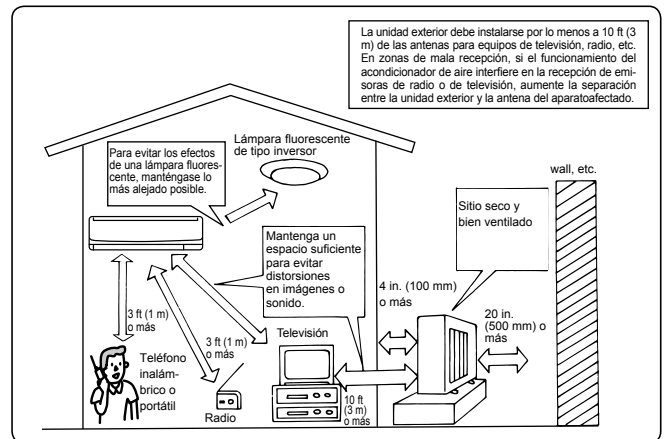 La unidad exterior debe instalarse por lo menos a 10 ft (3
m) de las antenas para equipos de televisión, radio, etc.
En zonas de mala recepción, si el funcionamiento del
acondicionador de aire interfiere en la recepción de emi-
soras de radio o de televisión, aumente la separación
entre la unidad exterior y la antena del aparatoafectado.
Lámpara fluorescente
de tipo inversor
Para evitar los efectos
de una lámpara fluores-
cente, manténgase lo
más alejado posible.
wall, etc.
Sitio seco y
bien ventilado
Mantenga un
espacio suficiente
para evitar
distorsiones
en imágenes o
sonido.
4 in. (100 mm)
o más
20 in.
(500 mm) o
más
3 ft (1 m)
o más
3 ft (1 m)
o más
Televisión
Teléfono
inalám-
brico o
portátil
Radio
10 ft
(3 m)
o más